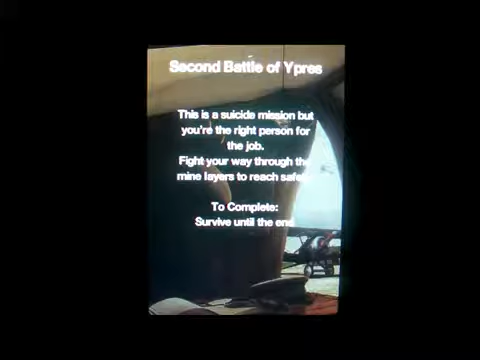 Second Battle of Ypres
This is a suicide mission but
you're the right person for
the job.
Fight your way through the
mine layers to reach
To Complete:
Survive until the end